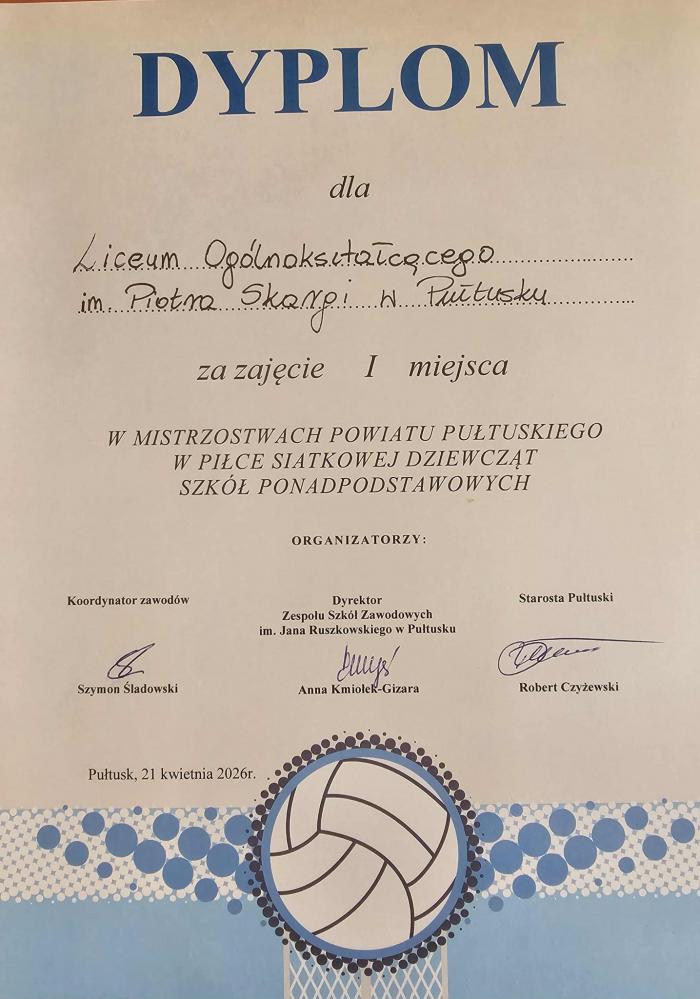 DYPLOM
dla
Liceum Ogólnokształcącego
im. Piotra Skargi w Pułtusku
za zajęcie I miejsca
W MISTRZOSTWACH POWIATU PUŁTUSKIEGO
W PIŁCE SIATKOWEJ DZIEWCZĄT
SZKÓŁ PONADPODSTAWOWYCH
ORGANIZATORZY:
Koordynator zawodów
Szymon Śladowski
Dyrektor
Zespołu Szkół Zawodowych
im. Jana Ruszkowskiego w Pułtusku
Anna Kmiołek-Gizara
Starosta Pułtuski
Robert Czyżewski
Pułtusk, 21 kwietnia 2026r.